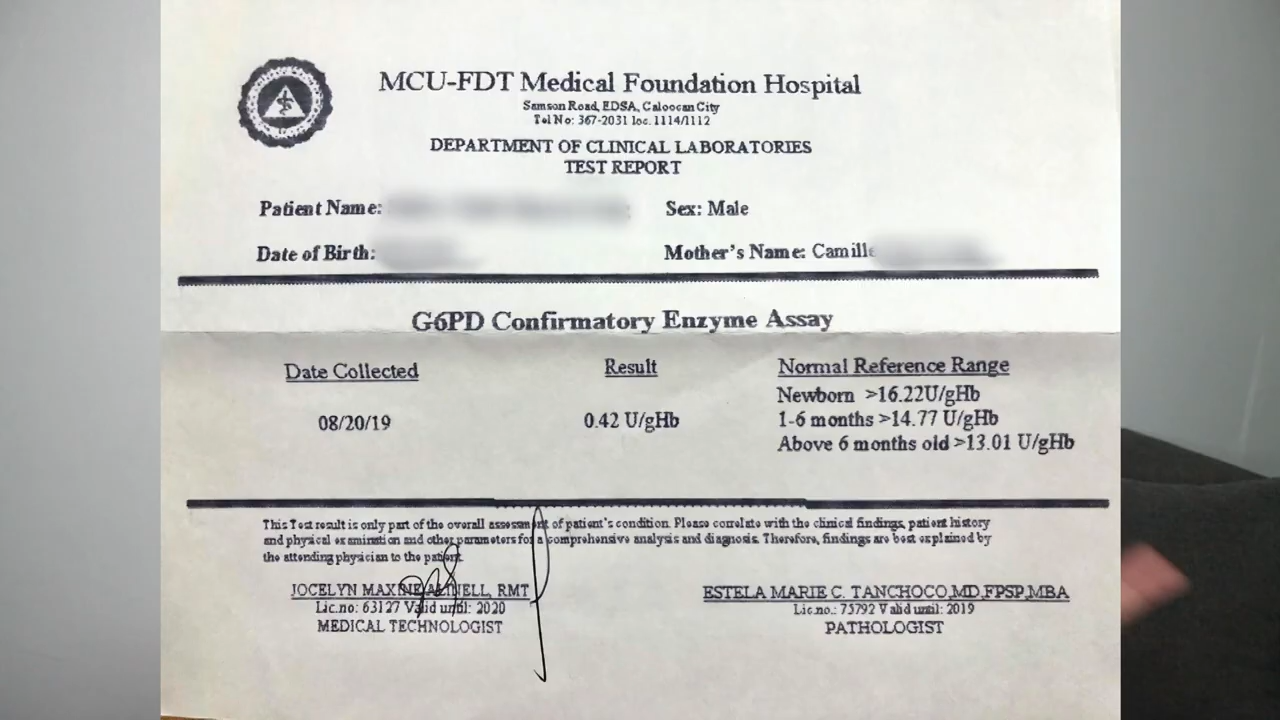 MCU-FDT Medical Foundation Hospital
Samson Road, EDSA, Caloocan City
Tel No: 367-2031 loc. 1114/1112
DEPARTMENT OF CLINICAL LABORATORIES
TEST REPORT
Patient Name: Sex: Male
Date of Birth: Mother's Name: Camille
G6PD Confirmatory Enzyme Assay
Date Collected Result Normal Reference Range
Newborn >16.22U/gHb
08/20/19 0.42 U/gHb 1-6 months >14.77 U/gHb
Above 6 months old >13.01 U/gHb
This Test result is only part of the overall assessment of patient's condition. Please correlate with the clinical findings, patient history
and physical examination and other parameters for a comprehensive analysis and diagnosis. Therefore, findings are best explained by
the attending physician to the patient.
JOCELYN MAXINE RMT ESTELA MARIE C. TANCHOCO,MD,FPSP,MBA
Lic.no: 63127 Valid until: 2020 Lic.no.: 75792 Valid until: 2019
MEDICAL TECHNOLOGIST PATHOLOGIST